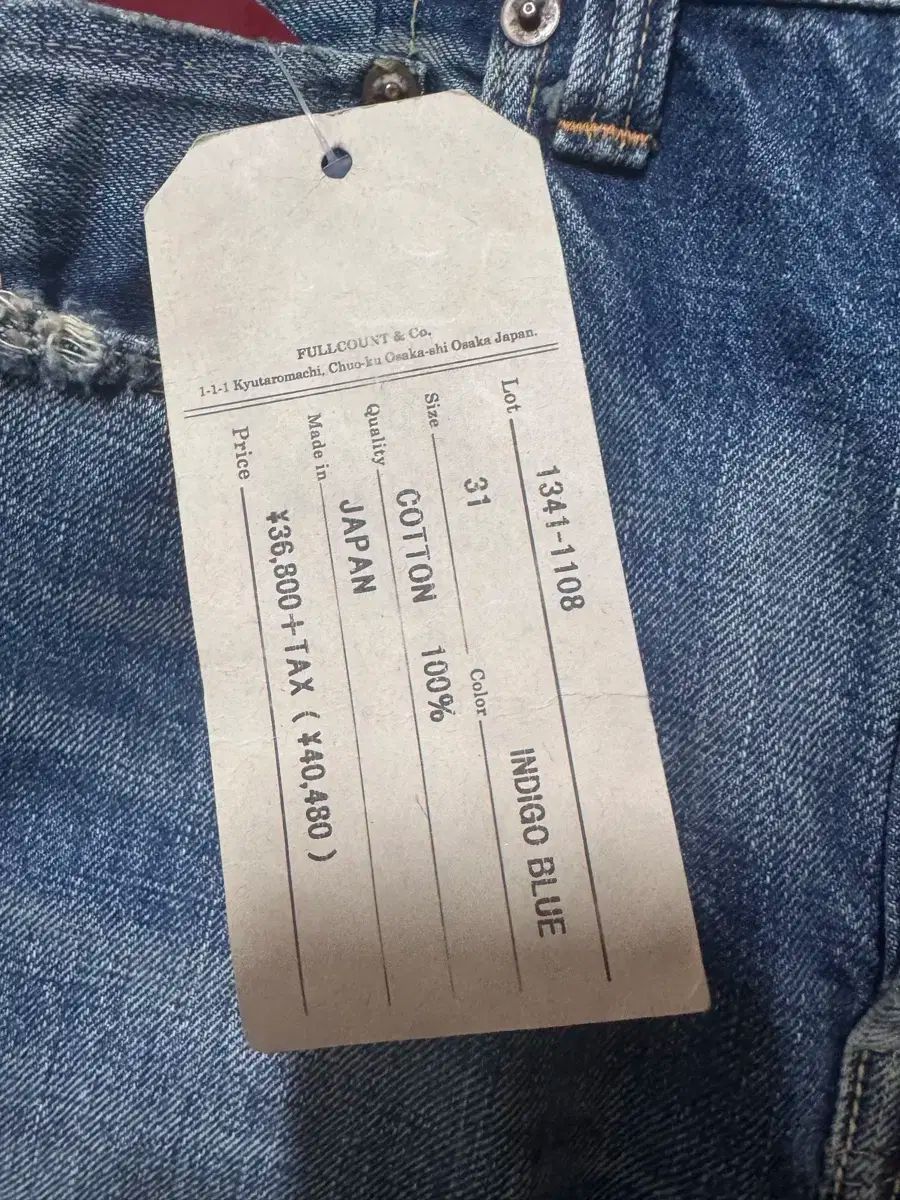 FULLCOUNT & Co.
1-1-1 Kyutaromachi, Chuo-ku Osaka-shi Osaka Japan.
Lot 1341-1108
Size 31 Color INDIGO BLUE
Quality COTTON 100%
Made in JAPAN
Price ¥36,800+TAX (¥40,480)